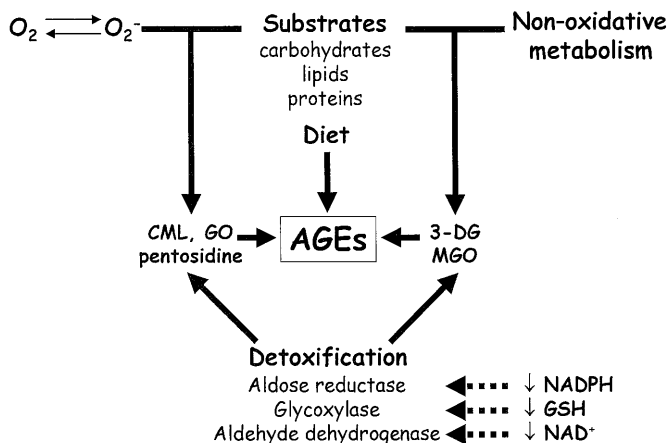 O₂ ⇄ O₂⁻ Substrates Non-oxidative
carbohydrates metabolism
lipids
proteins
Diet
CML, GO AGEs 3-DG
pentosidine MGO
Detoxification
Aldose reductase ↓ NADPH
Glycoxylase ↓ GSH
Aldehyde dehydrogenase ↓ NAD⁺